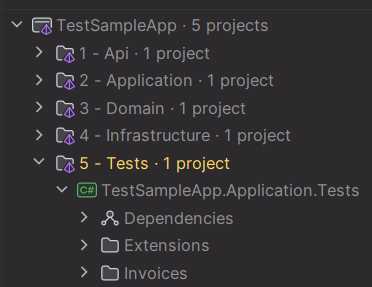 TestSampleApp · 5 projects
1 - Api · 1 project
2 - Application · 1 project
3 - Domain · 1 project
4 - Infrastructure · 1 project
5 - Tests · 1 project
C# TestSampleApp.Application.Tests
Dependencies
Extensions
Invoices